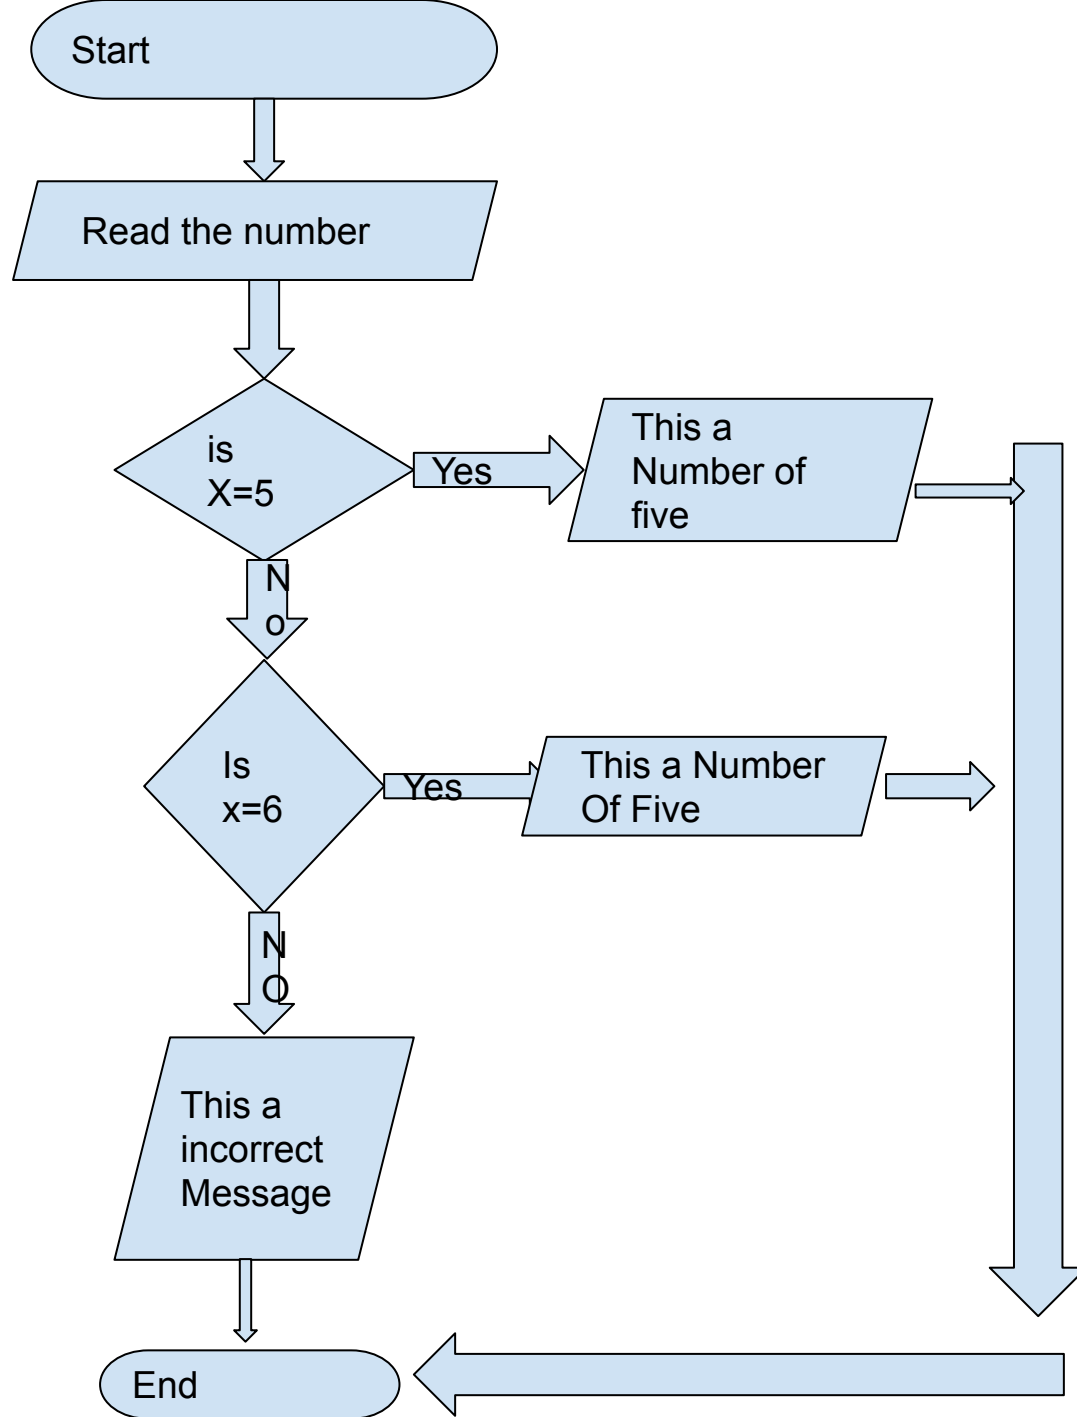 Start
Read the number
is
X=5
Yes
This a
Number of
five
N
o
Is
x=6
Yes
This a Number
Of Five
N
O
This a
incorrect
Message
End